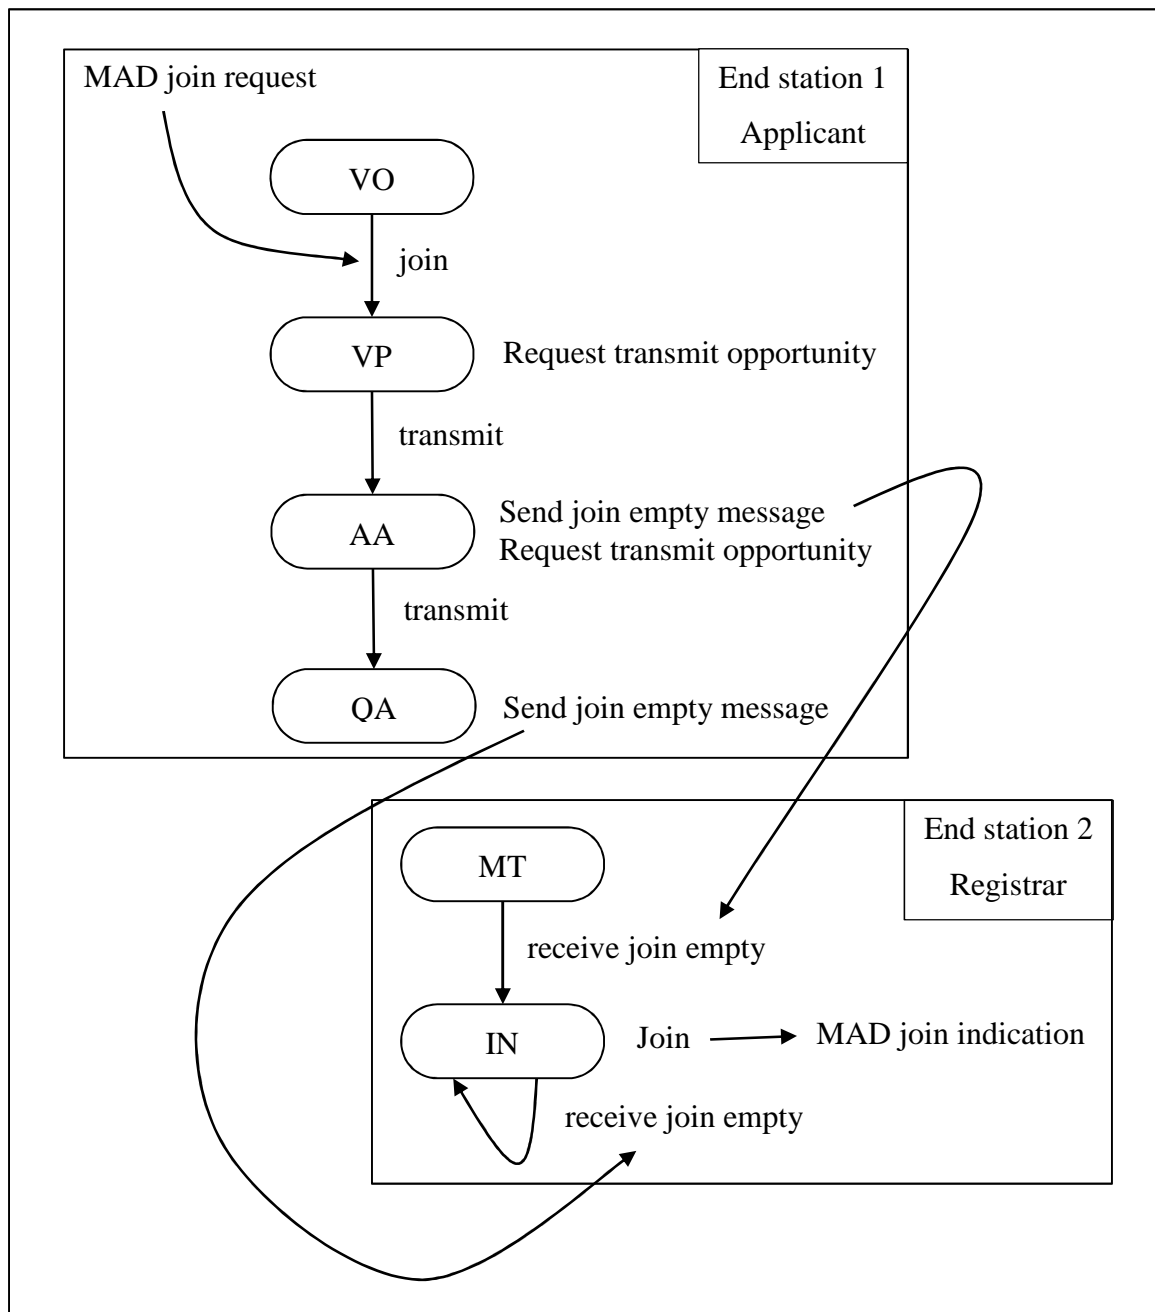 MAD join request
End station 1
Applicant
VO
join
VP
Request transmit opportunity
transmit
AA
Send join empty message
Request transmit opportunity
transmit
QA
Send join empty message
End station 2
Registrar
MT
receive join empty
IN
Join
MAD join indication
receive join empty